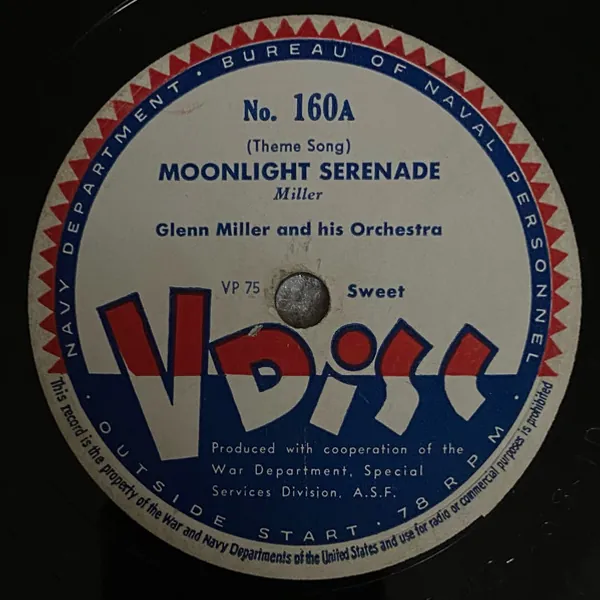 NAVY DEPARTMENT · BUREAU OF NAVAL PERSONNEL ·
No. 160A
(Theme Song)
MOONLIGHT SERENADE
Miller
Glenn Miller and his Orchestra
VP 75 Sweet
V DiSC
Produced with cooperation of the
War Department, Special
Services Division, A.S.F.
OUTSIDE START · 78 RPM ·
This record is the property of the War and Navy Departments of the United States and use for radio or commercial purposes is prohibited